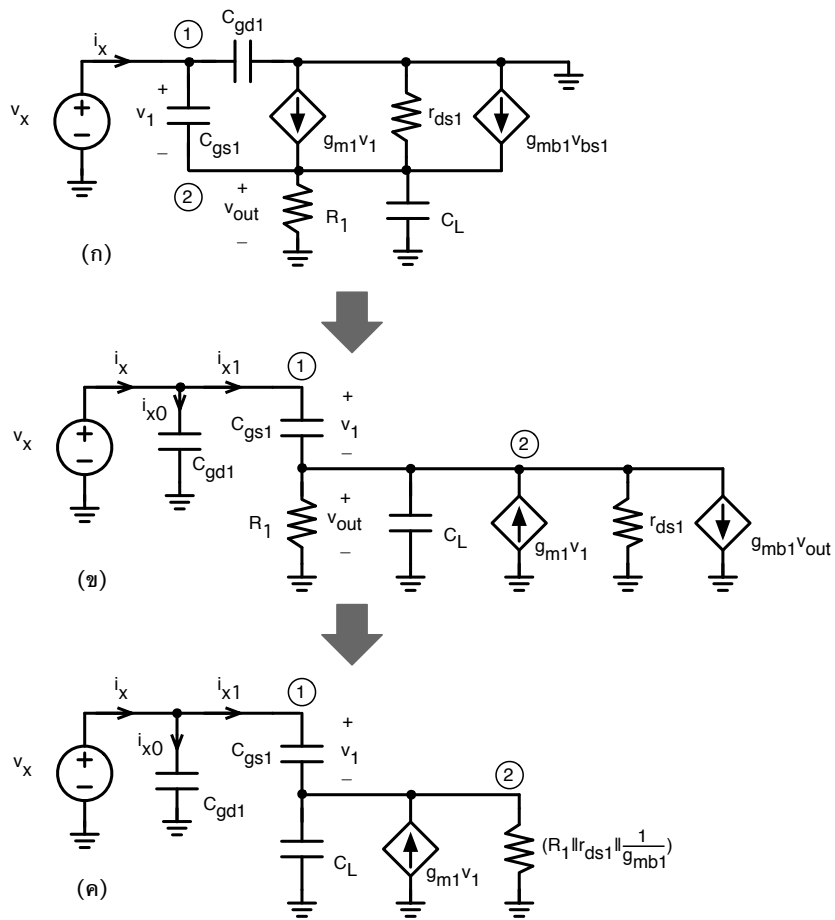 1
C_gd1
i_x
v_x
+
–
+
v_1
–
C_gs1
g_m1v_1
r_ds1
g_mb1v_bs1
2
+
v_out
–
R_1
C_L
(ก)
i_x
i_x1
1
i_x0
v_x
+
–
C_gd1
C_gs1
+
v_1
–
2
R_1
+
v_out
–
C_L
g_m1v_1
r_ds1
g_mb1v_out
(ข)
i_x
i_x1
1
i_x0
v_x
+
–
C_gd1
C_gs1
+
v_1
–
2
C_L
g_m1v_1
(R_1||r_ds1||1/g_mb1)
(ค)